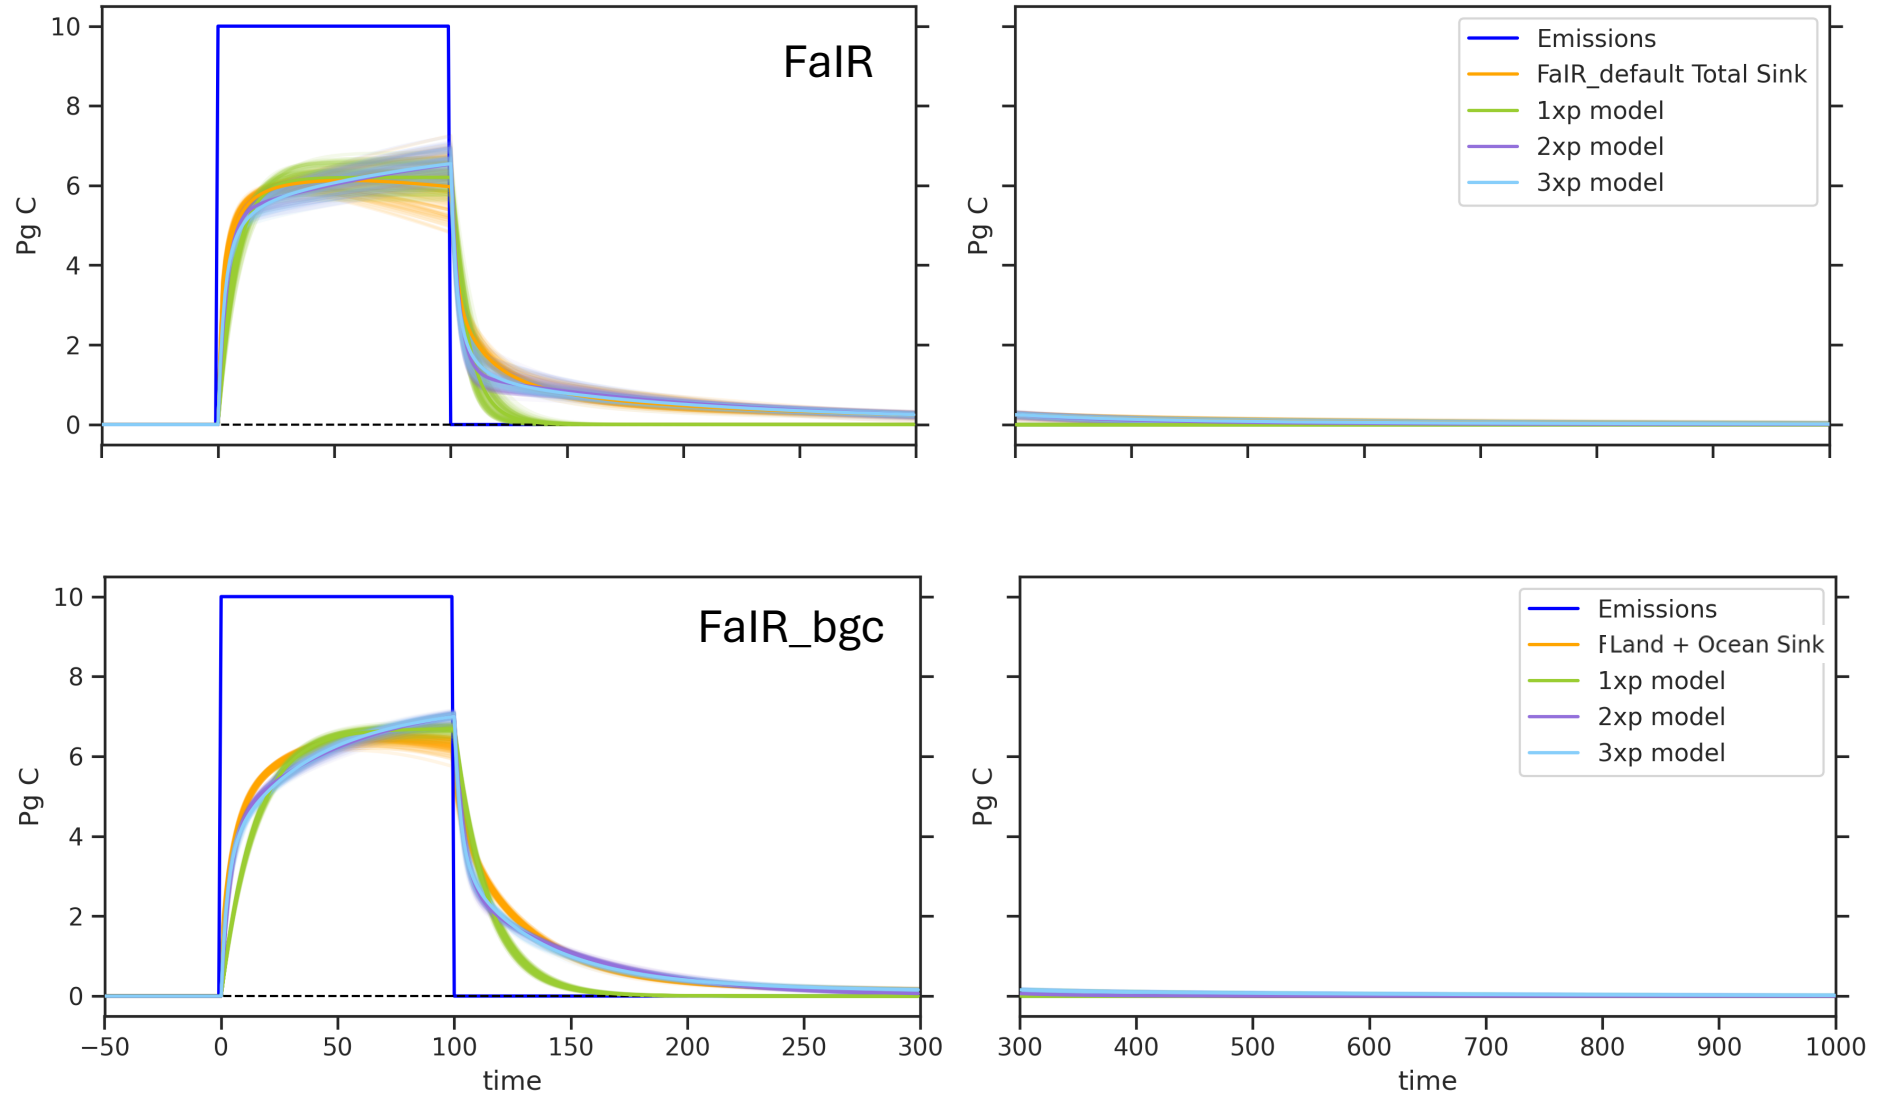 10
8
6
4
2
0
Pg C
FaIR
Pg C
Emissions
FaIR_default Total Sink
1xp model
2xp model
3xp model
10
8
6
4
2
0
Pg C
FaIR_bgc
−50 0 50 100 150 200 250 300
time
Pg C
Emissions
FLand + Ocean Sink
1xp model
2xp model
3xp model
300 400 500 600 700 800 900 1000
time